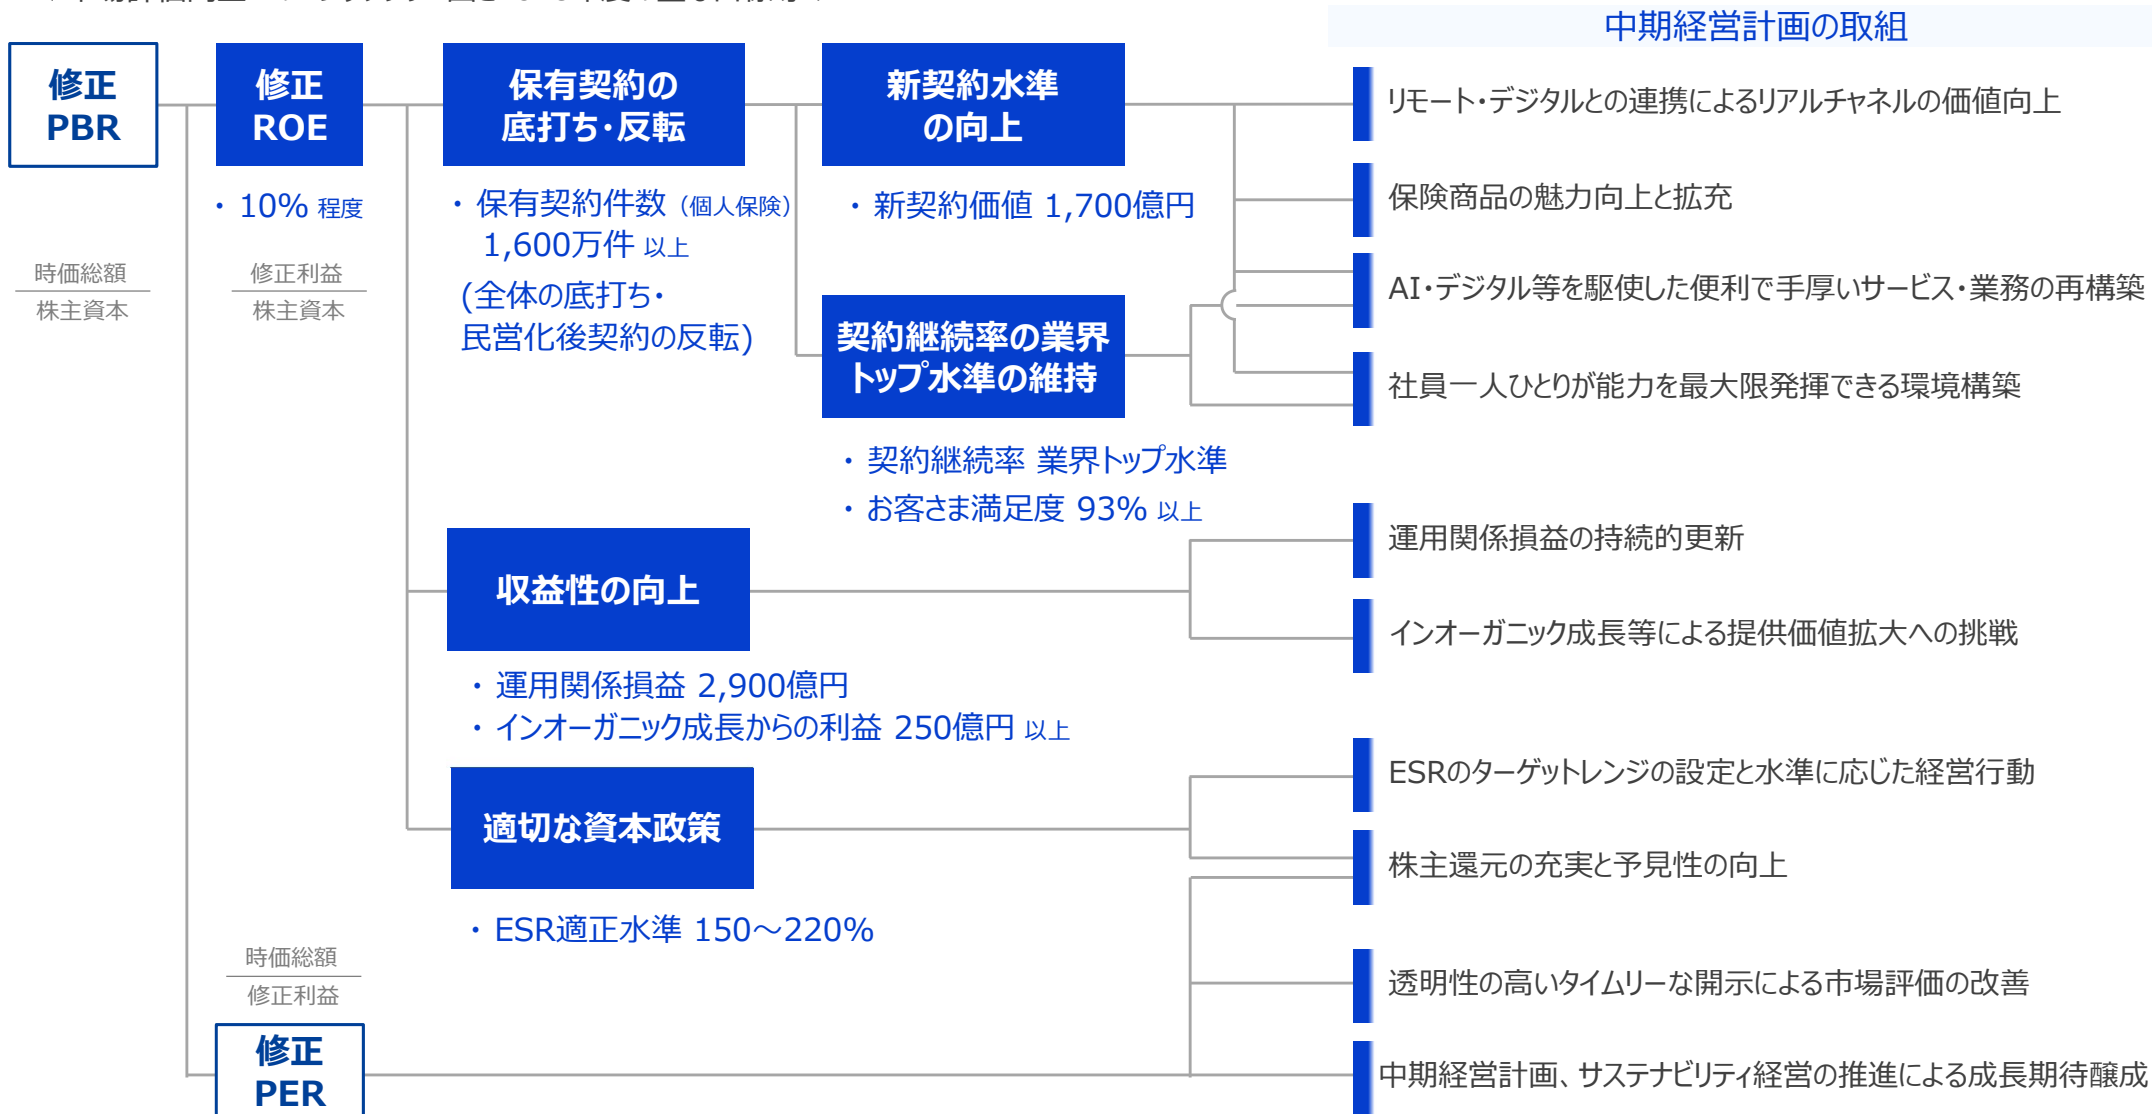 中期経営計画の取組
修正
PBR
時価総額
株主資本
修正
ROE
・10% 程度
修正利益
株主資本
保有契約の
底打ち・反転
・保有契約件数（個人保険）
1,600万件 以上
(全体の底打ち・
民営化後契約の反転)
新契約水準
の向上
・新契約価値 1,700億円
契約継続率の業界
トップ水準の維持
・契約継続率 業界トップ水準
・お客さま満足度 93% 以上
リモート・デジタルとの連携によるリアルチャネルの価値向上
保険商品の魅力向上と拡充
AI・デジタル等を駆使した便利で手厚いサービス・業務の再構築
社員一人ひとりが能力を最大限発揮できる環境構築
収益性の向上
・運用関係損益 2,900億円
・インオーガニック成長からの利益 250億円 以上
運用関係損益の持続的更新
インオーガニック成長等による提供価値拡大への挑戦
適切な資本政策
・ESR適正水準 150～220%
ESRのターゲットレンジの設定と水準に応じた経営行動
株主還元の充実と予見性の向上
時価総額
修正利益
修正
PER
透明性の高いタイムリーな開示による市場評価の改善
中期経営計画、サステナビリティ経営の推進による成長期待醸成